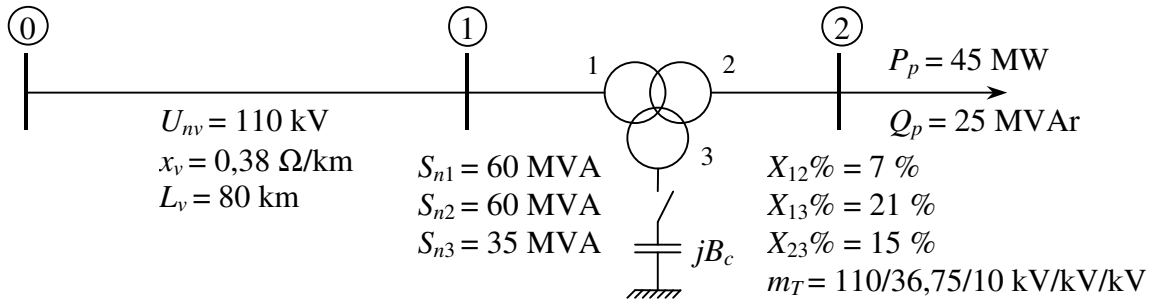 0
1
2
1
2
3
P_p = 45 MW
Q_p = 25 MVAr
U_nv = 110 kV
x_v = 0,38 Ω/km
L_v = 80 km
S_n1 = 60 MVA
S_n2 = 60 MVA
S_n3 = 35 MVA
jB_c
X_12% = 7 %
X_13% = 21 %
X_23% = 15 %
m_T = 110/36,75/10 kV/kV/kV